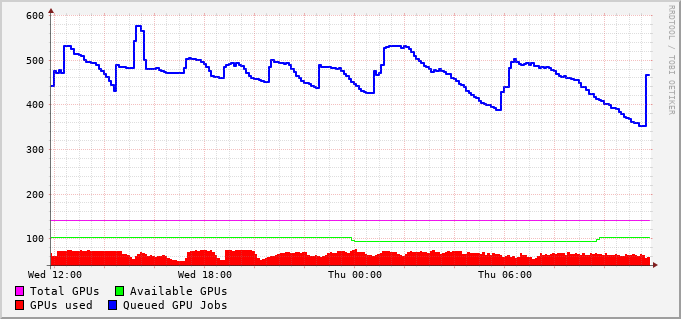 600
500
400
300
200
100
Wed 12:00 Wed 18:00 Thu 00:00 Thu 06:00
Total GPUs Available GPUs
GPUs used Queued GPU Jobs
RRDTOOL / TOBI OETIKER